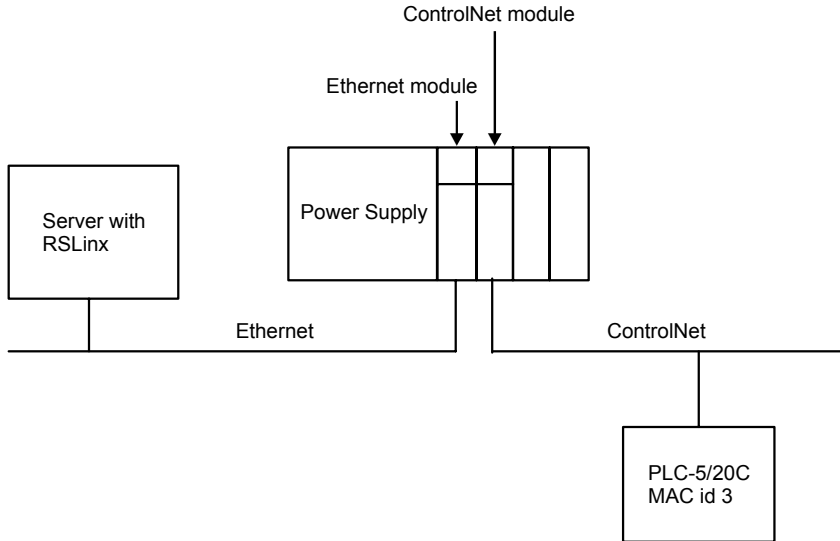 ControlNet module
Ethernet module
Server with
RSLinx
Power Supply
Ethernet
ControlNet
PLC-5/20C
MAC id 3